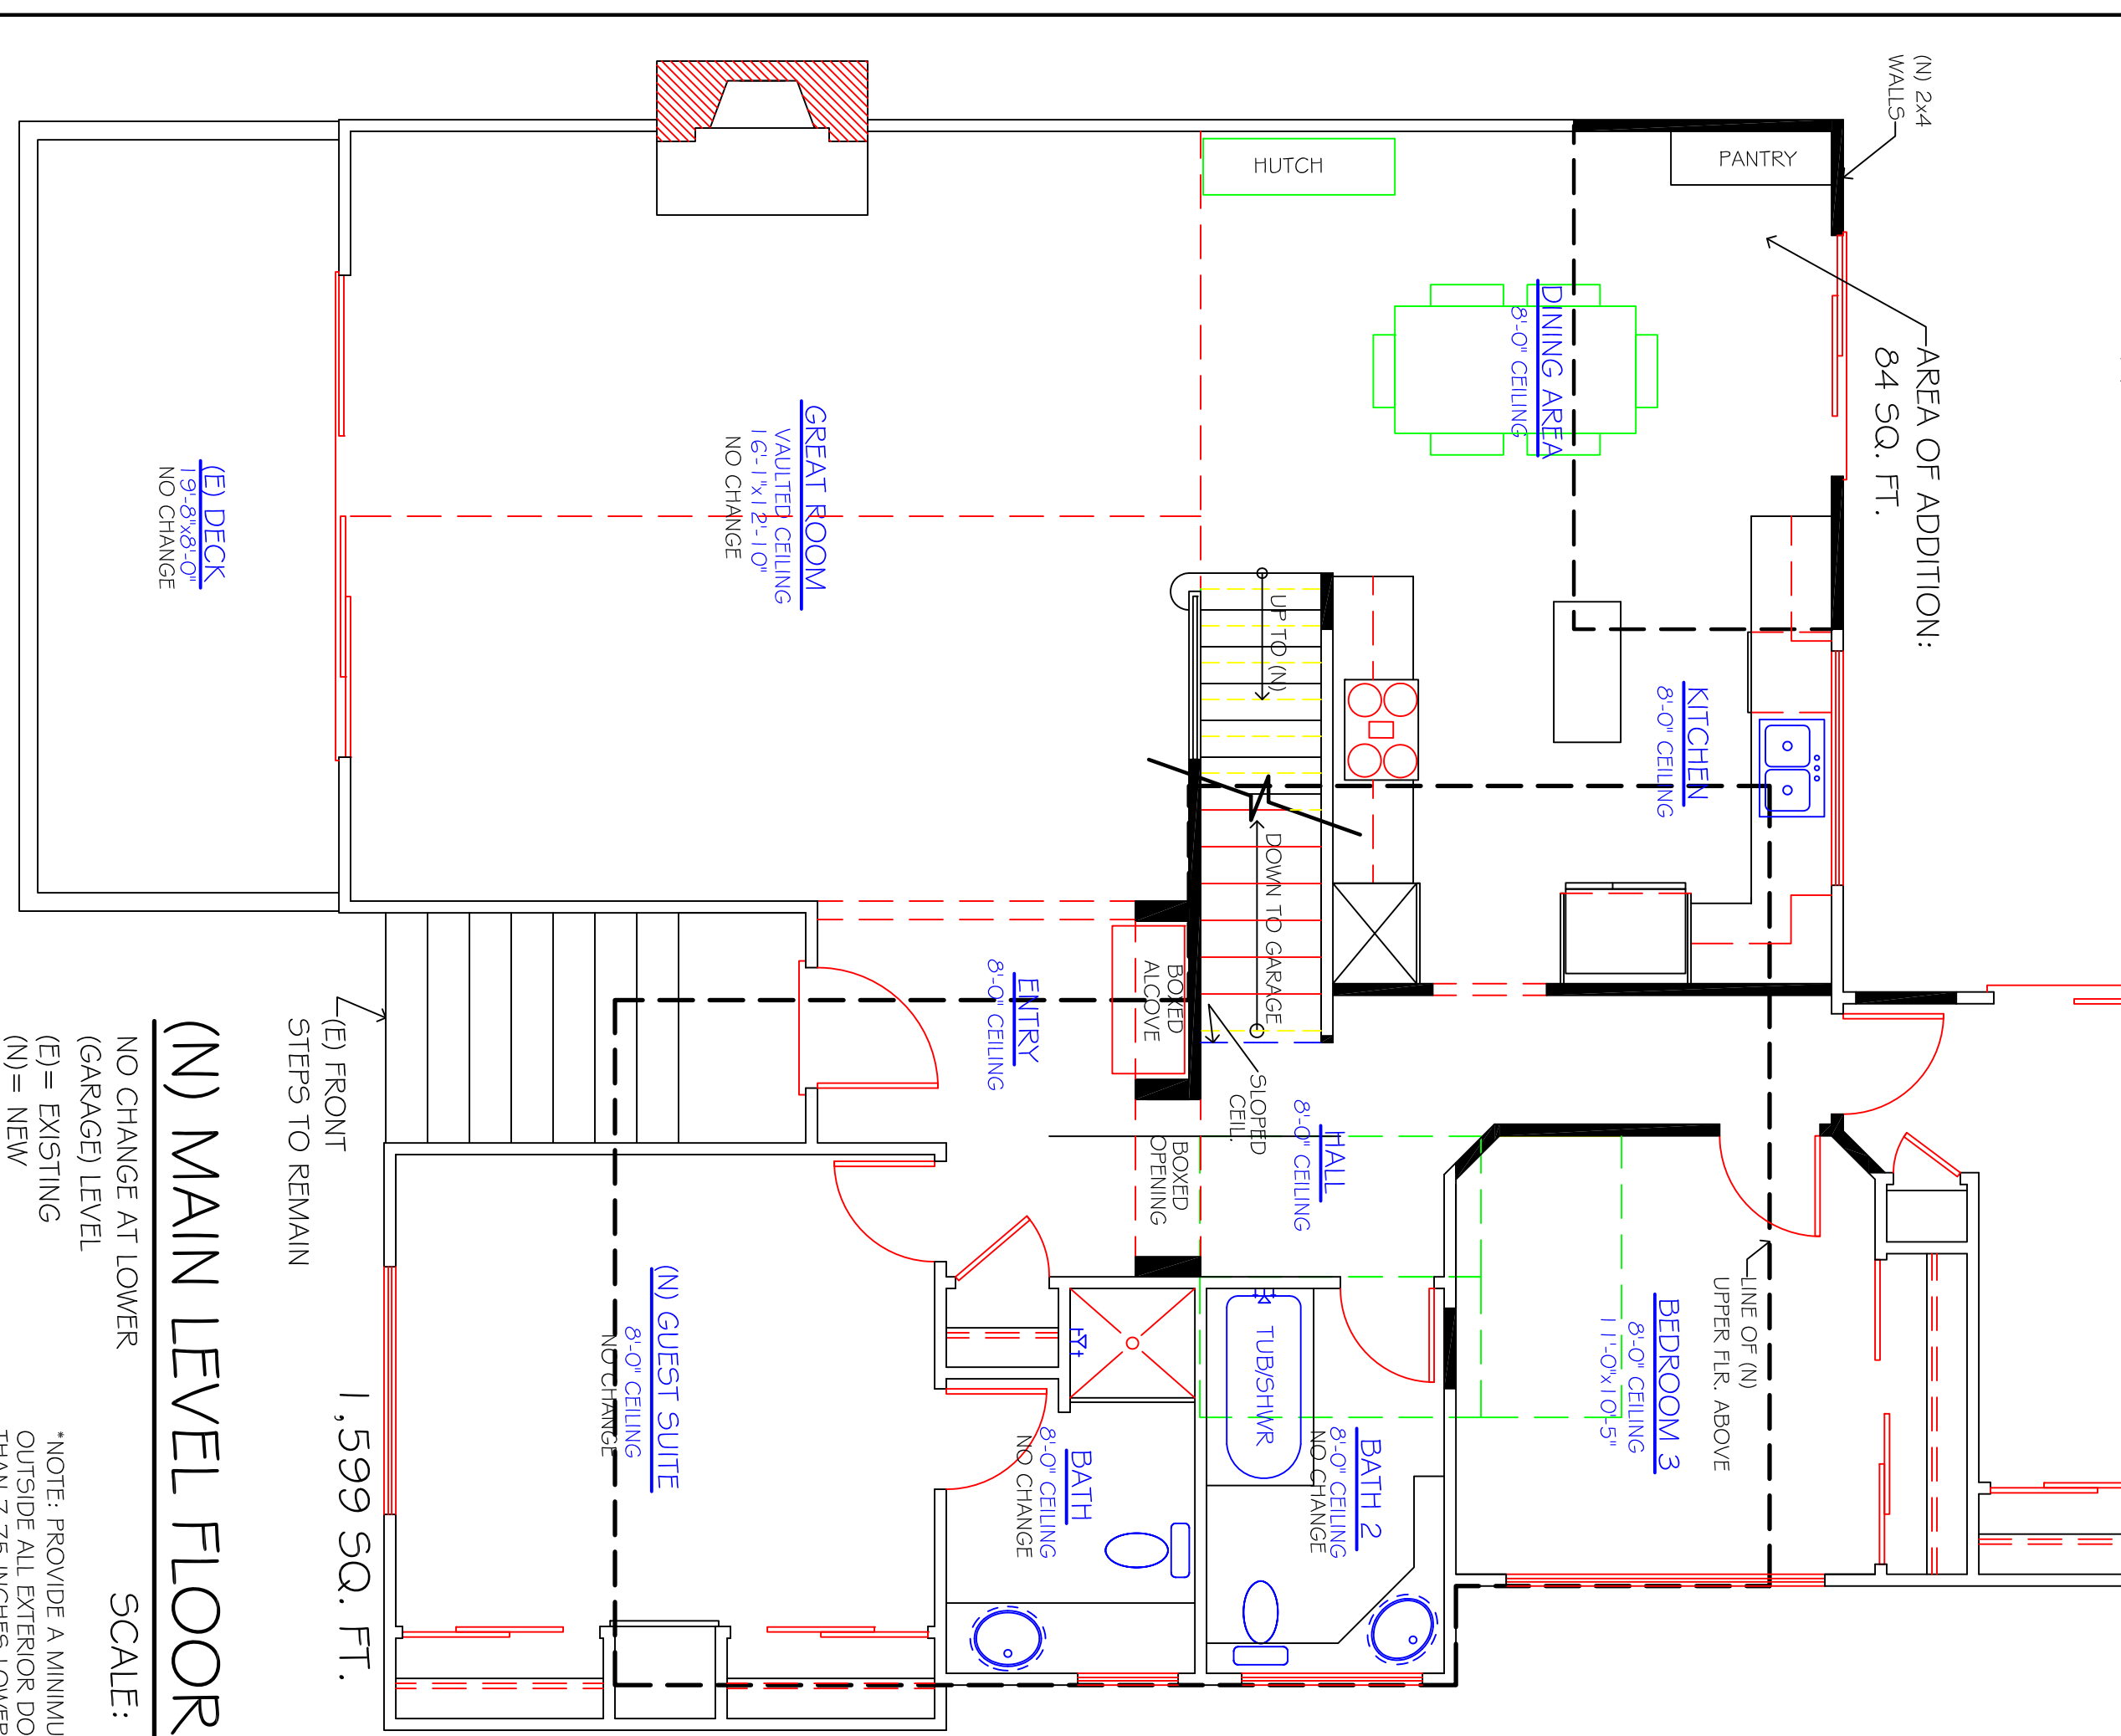 (N) 2x4
WALLS
PANTRY
HUTCH
AREA OF ADDITION:
84 SQ. FT.
DINING AREA
8'-0" CEILING
GREAT ROOM
VAULTED CEILING
16'-1"x12'-10"
NO CHANGE
(E) DECK
19'-8"x8'-0"
NO CHANGE
UP TO (N)
DOWN TO GARAGE
KITCHEN
8'-0" CEILING
BOXED
ALCOVE
ENTRY
8'-0" CEILING
SLOPED
CEIL.
HALL
8'-0" CEILING
BOXED
OPENING
LINE OF (N)
UPPER FLR. ABOVE
BEDROOM 3
8'-0" CEILING
11'-0"x10'-5"
TUB/SHWR
BATH 2
8'-0" CEILING
NO CHANGE
BATH
8'-0" CEILING
NO CHANGE
(N) GUEST SUITE
8'-0" CEILING
NO CHANGE
(E) FRONT
STEPS TO REMAIN
1,599 SQ. FT.
(N) MAIN LEVEL FLOOR
SCALE:
NO CHANGE AT LOWER
(GARAGE) LEVEL
(E)= EXISTING
(N)= NEW
*NOTE: PROVIDE A MINIMU
OUTSIDE ALL EXTERIOR DO
THAN 7.75 INCHES LOWER